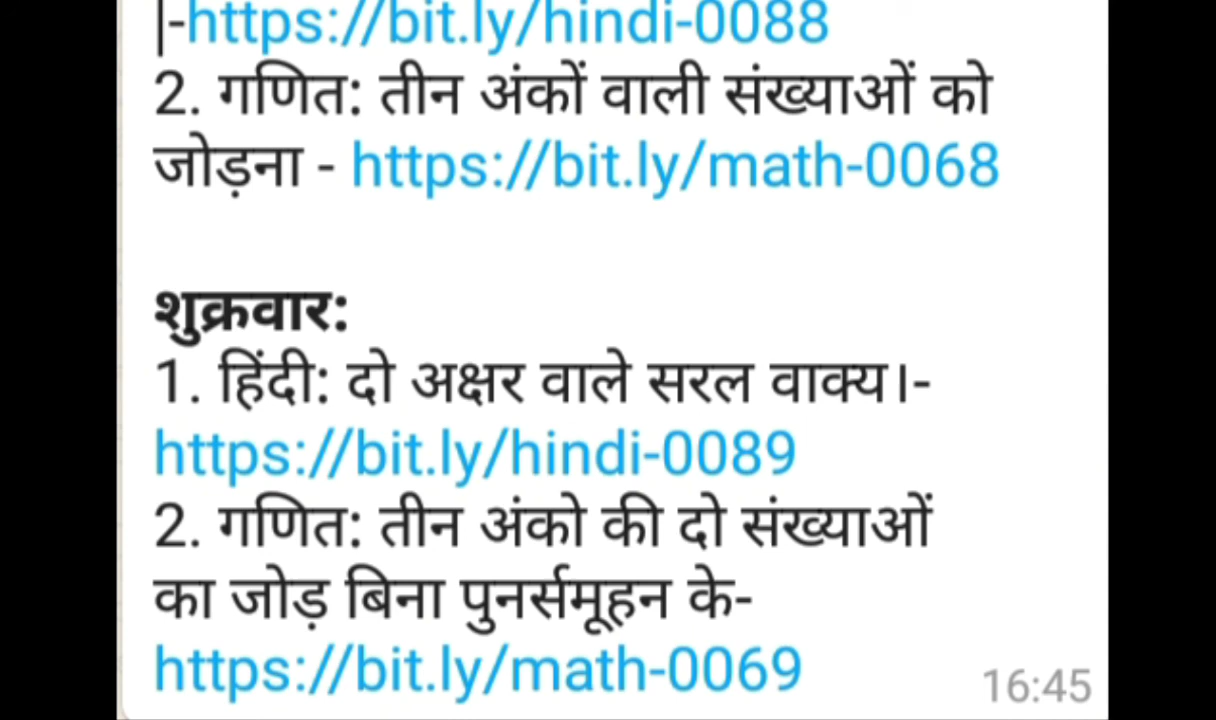 |-https://bit.ly/hindi-0088
2. गणित: तीन अंकों वाली संख्याओं को
जोड़ना - https://bit.ly/math-0068
शुक्रवार:
1. हिंदी: दो अक्षर वाले सरल वाक्य।-
https://bit.ly/hindi-0089
2. गणित: तीन अंको की दो संख्याओं
का जोड़ बिना पुनर्समूहन के-
https://bit.ly/math-0069
16:45